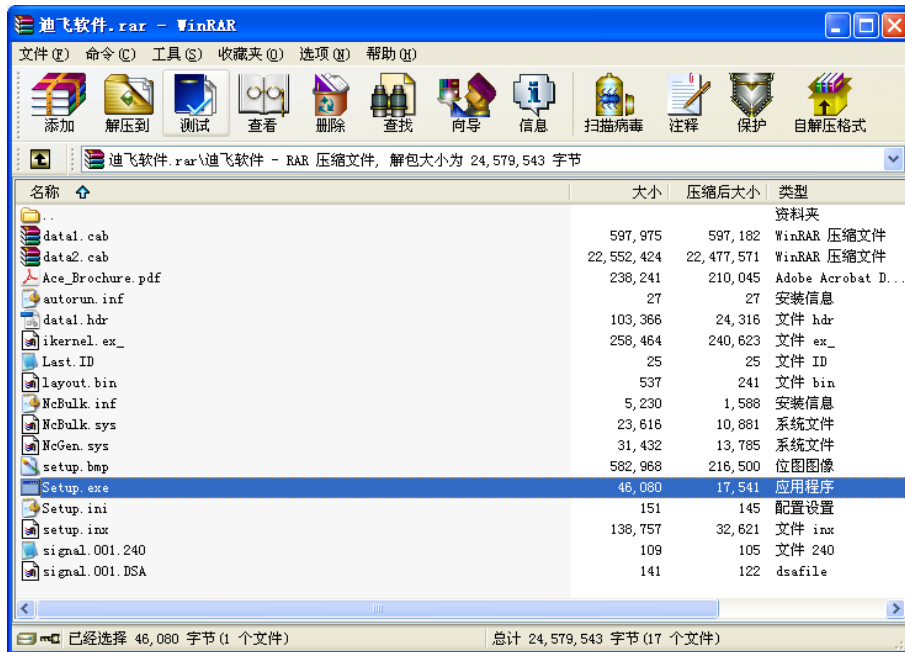 迪飞软件.rar - WinRAR
文件(F) 命令(C) 工具(S) 收藏夹(O) 选项(N) 帮助(H)
添加 解压到 测试 查看 删除 查找 向导 信息 扫描病毒 注释 保护 自解压格式
迪飞软件.rar\迪飞软件 - RAR 压缩文件, 解包大小为 24,579,543 字节
名称 大小 压缩后大小 类型
.. 资料夹
data1.cab 597,975 597,182 WinRAR 压缩文件
data2.cab 22,552,424 22,477,571 WinRAR 压缩文件
Ace_Brochure.pdf 238,241 210,045 Adobe Acrobat D...
autorun.inf 27 27 安装信息
data1.hdr 103,366 24,316 文件 hdr
ikernel.ex_ 258,464 240,623 文件 ex_
Last.ID 25 25 文件 ID
layout.bin 537 241 文件 bin
NcBulk.inf 5,230 1,588 安装信息
NcBulk.sys 23,616 10,881 系统文件
NcGen.sys 31,432 13,785 系统文件
setup.bmp 582,968 216,500 位图图像
Setup.exe 46,080 17,541 应用程序
Setup.ini 151 145 配置设置
setup.inx 138,757 32,621 文件 inx
signal.001.240 109 105 文件 240
signal.001.DSA 141 122 dsafile
已经选择 46,080 字节(1 个文件) 总计 24,579,543 字节(17 个文件)